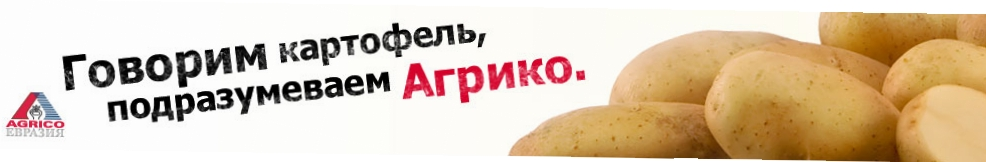 Говорим картофель,
подразумеваем Агрико.
AGRICO
ЕВРАЗИЯ